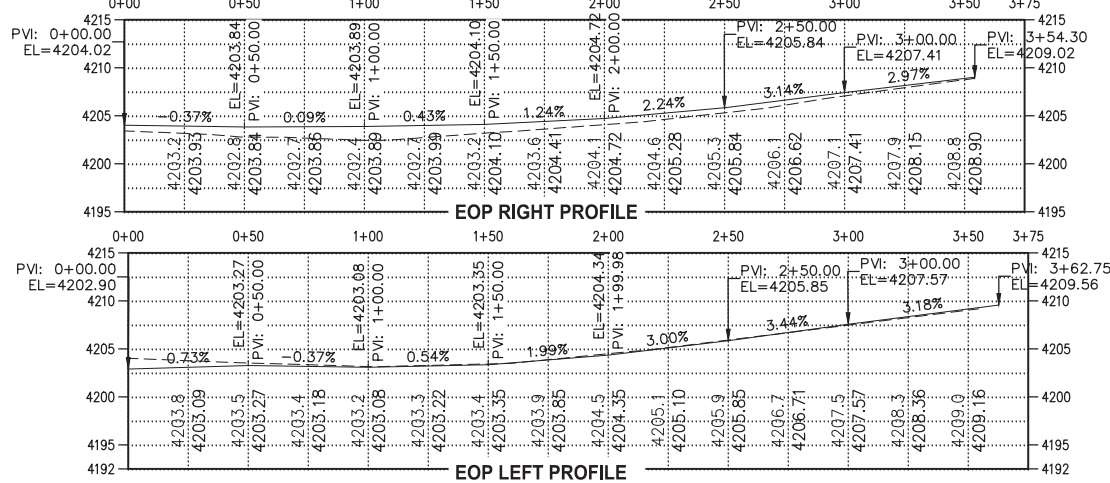 0+00 0+50 1+00 1+50 2+00 2+50 3+00 3+50 3+75
4215 4215
4210 4210
4205 4205
4200 4200
4195 4195
PVI: 0+00.00
EL=4204.02
EL=4203.84
PVI: 0+50.00
EL=4203.89
PVI: 1+00.00
EL=4204.10
PVI: 1+50.00
EL=4204.72
PVI: 2+00.00
PVI: 2+50.00
EL=4205.84
PVI: 3+00.00
EL=4207.41
PVI: 3+54.30
EL=4209.02
-0.37% 0.09% 0.43% 1.24% 2.24% 3.14% 2.97%
4203.2 4203.93
4202.8 4203.84
4202.7 4203.86
4202.4 4203.89
4202.7 4203.99
4203.2 4204.10
4203.6 4204.41
4204.1 4204.72
4204.6 4205.28
4205.3 4205.84
4206.1 4206.62
4207.1 4207.41
4207.9 4208.15
4208.8 4208.90
EOP RIGHT PROFILE
0+00 0+50 1+00 1+50 2+00 2+50 3+00 3+50 3+75
4215 4215
4210 4210
4205 4205
4200 4200
4195 4195
4192 4192
PVI: 0+00.00
EL=4202.90
EL=4203.27
PVI: 0+50.00
EL=4203.08
PVI: 1+00.00
EL=4203.35
PVI: 1+50.00
EL=4204.34
PVI: 1+99.98
PVI: 2+50.00
EL=4205.85
PVI: 3+00.00
EL=4207.57
PVI: 3+62.75
EL=4209.56
0.73% -0.37% 0.54% 1.99% 3.00% 3.44% 3.18%
4203.8 4203.09
4203.5 4203.27
4203.4 4203.18
4203.2 4203.08
4203.3 4203.22
4203.4 4203.35
4203.9 4203.85
4204.5 4204.35
4205.1 4205.10
4205.9 4205.85
4206.7 4206.71
4207.5 4207.57
4208.3 4208.36
4209.0 4209.16
EOP LEFT PROFILE